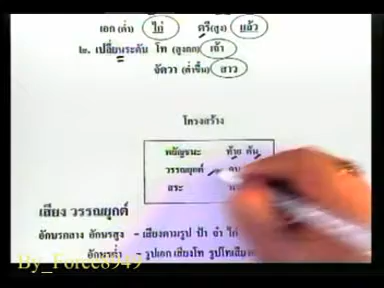 เอก (ต่ำ) ไก่ ตรี (สูง) แล้ว
๒. เปลี่ยนระดับ โท (สูงตก) เจ้า
จัตวา (ต่ำขึ้น) สาว
โครงสร้าง
พยัญชนะ ท้าย ต้น
วรรณยุกต์
สระ
เสียง วรรณยุกต์
อักษรกลาง อักษรสูง - เสียงตามรูป ป้า จำ ไก่
อักษรต่ำ - รูปเอก เสียงโท รูปโทเสียง
By_Force8949